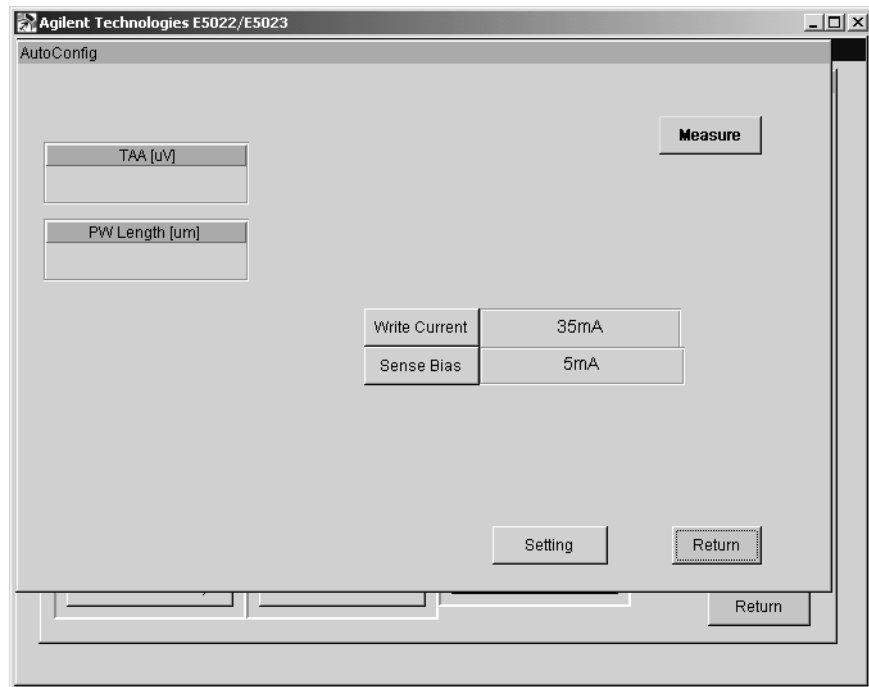 Agilent Technologies E5022/E5023
AutoConfig
Measure
TAA [uV]
PW Length [um]
Write Current 35mA
Sense Bias 5mA
Setting Return
Return